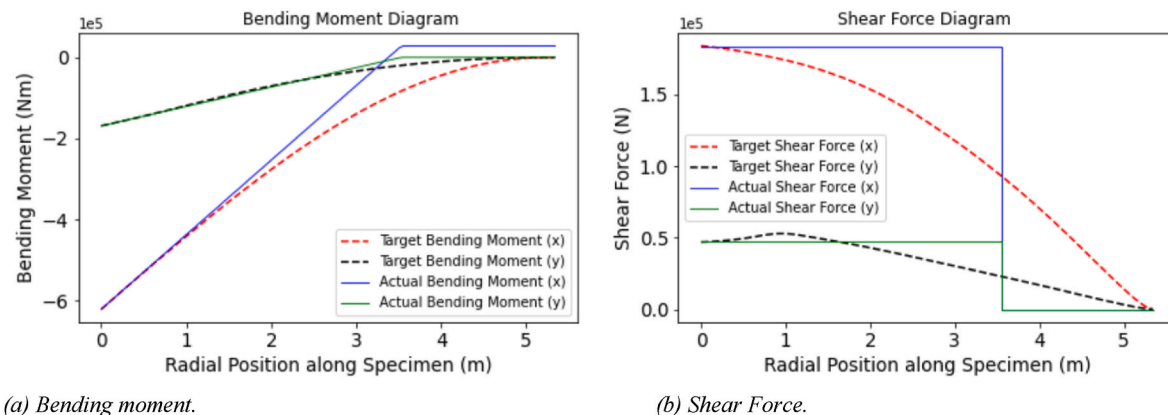 Bending Moment Diagram
1e5
0
−2
−4
−6
Bending Moment (Nm)
Target Bending Moment (x)
Target Bending Moment (y)
Actual Bending Moment (x)
Actual Bending Moment (y)
0 1 2 3 4 5
Radial Position along Specimen (m)
(a) Bending moment.
Shear Force Diagram
1e5
1.5
1.0
0.5
0.0
Shear Force (N)
Target Shear Force (x)
Target Shear Force (y)
Actual Shear Force (x)
Actual Shear Force (y)
0 1 2 3 4 5
Radial Position along Specimen (m)
(b) Shear Force.